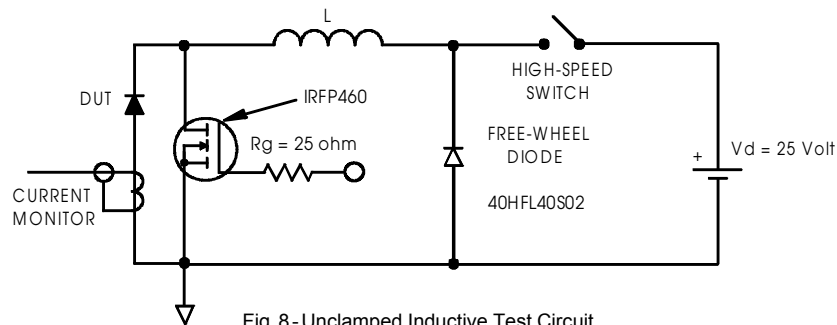 L
HIGH-SPEED
SWITCH
DUT
IRFP460
Rg = 25 ohm
FREE-WHEEL
DIODE
40HFL40S02
+
Vd = 25 Volt
CURRENT
MONITOR
Fig. 8 - Unclamped Inductive Test Circuit